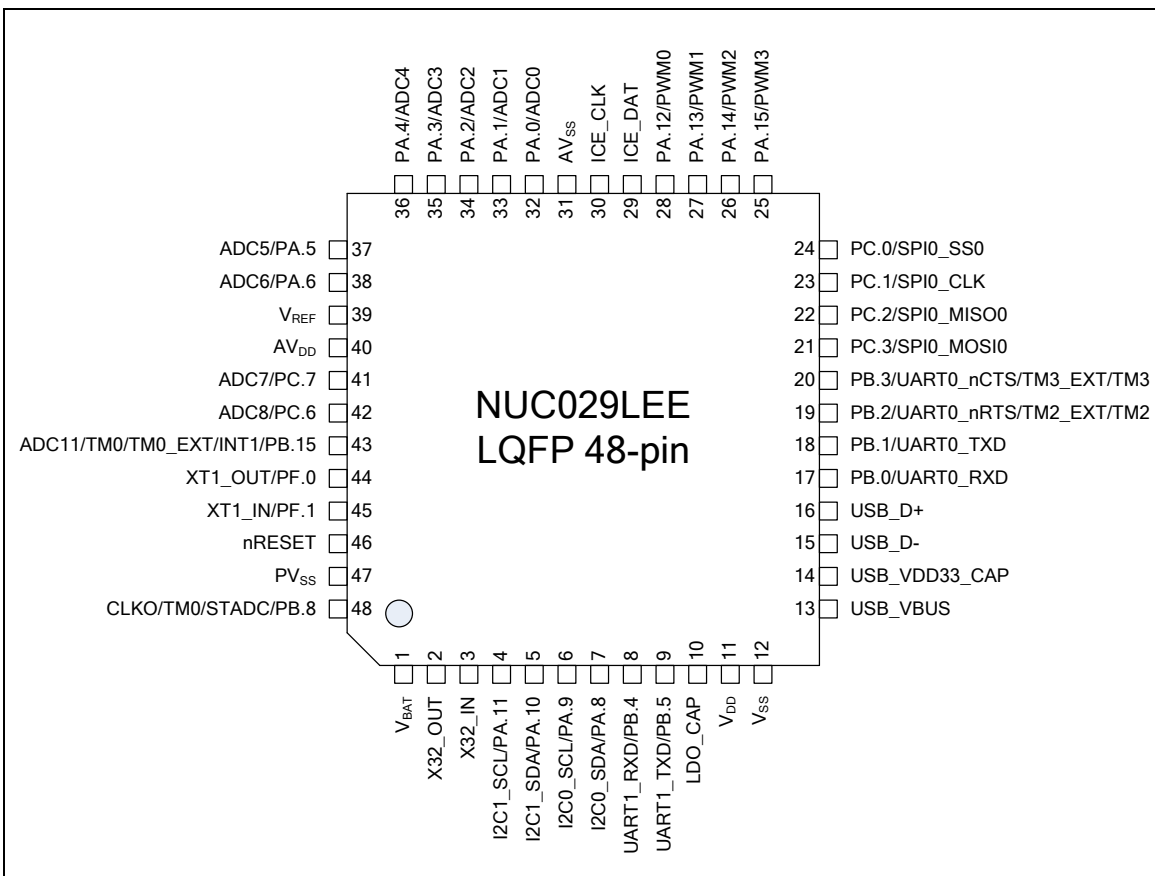 PA.4/ADC4
PA.3/ADC3
PA.2/ADC2
PA.1/ADC1
PA.0/ADC0
AVSS
ICE_CLK
ICE_DAT
PA.12/PWM0
PA.13/PWM1
PA.14/PWM2
PA.15/PWM3
36
35
34
33
32
31
30
29
28
27
26
25
ADC5/PA.5 37
ADC6/PA.6 38
VREF 39
AVDD 40
ADC7/PC.7 41
ADC8/PC.6 42
ADC11/TM0/TM0_EXT/INT1/PB.15 43
XT1_OUT/PF.0 44
XT1_IN/PF.1 45
nRESET 46
PVSS 47
CLKO/TM0/STADC/PB.8 48
NUC029LEE
LQFP 48-pin
24 PC.0/SPI0_SS0
23 PC.1/SPI0_CLK
22 PC.2/SPI0_MISO0
21 PC.3/SPI0_MOSI0
20 PB.3/UART0_nCTS/TM3_EXT/TM3
19 PB.2/UART0_nRTS/TM2_EXT/TM2
18 PB.1/UART0_TXD
17 PB.0/UART0_RXD
16 USB_D+
15 USB_D-
14 USB_VDD33_CAP
13 USB_VBUS
1
2
3
4
5
6
7
8
9
10
11
12
VBAT
X32_OUT
X32_IN
I2C1_SCL/PA.11
I2C1_SDA/PA.10
I2C0_SCL/PA.9
I2C0_SDA/PA.8
UART1_RXD/PB.4
UART1_TXD/PB.5
LDO_CAP
VDD
VSS